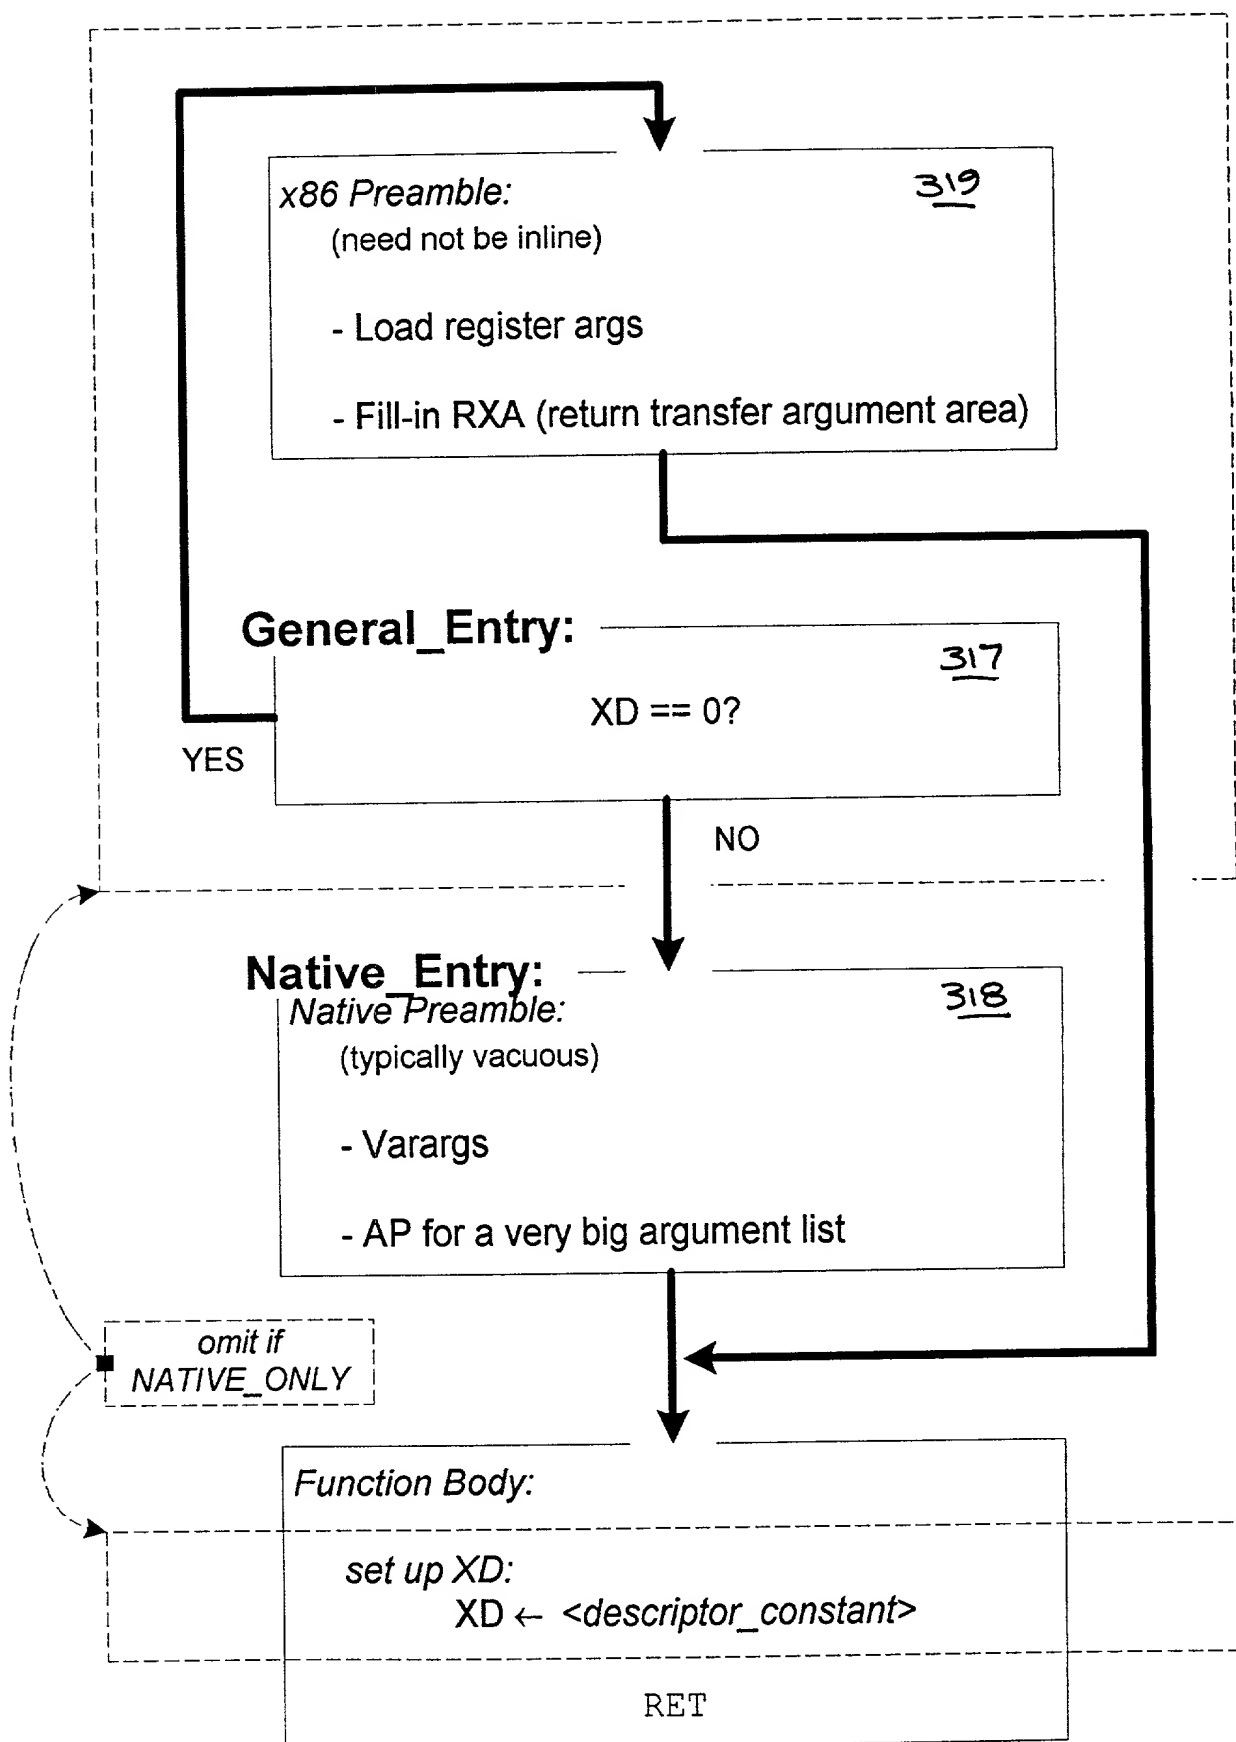 x86 Preamble:
319
(need not be inline)
- Load register args
- Fill-in RXA (return transfer argument area)
General_Entry:
317
XD == 0?
YES
NO
Native_Entry:
318
Native Preamble:
(typically vacuous)
- Varargs
- AP for a very big argument list
omit if
NATIVE_ONLY
Function Body:
set up XD:
XD ← <descriptor_constant>
RET